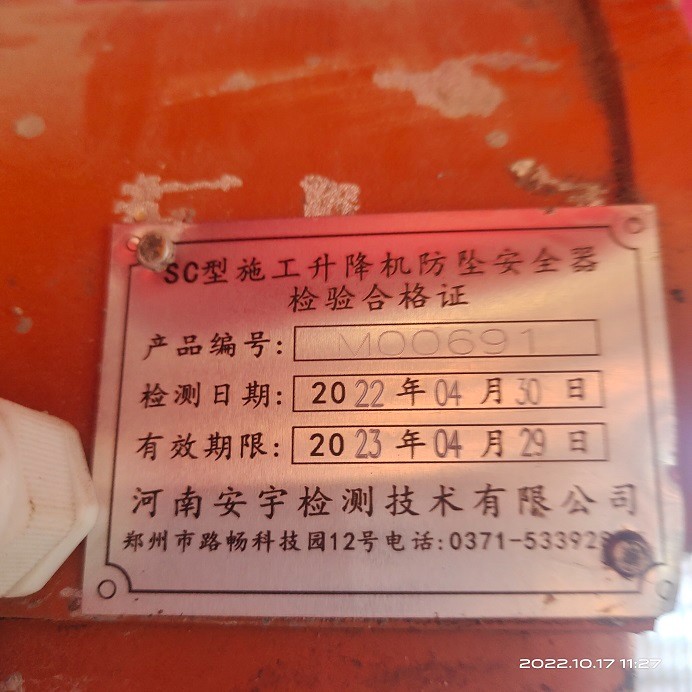 SC型施工升降机防坠安全器
检验合格证
产品编号: M00691
检测日期: 2022年04月30日
有效期限: 2023年04月29日
河南安宇检测技术有限公司
郑州市路畅科技园12号电话:0371-533928
2022.10.17 11:27